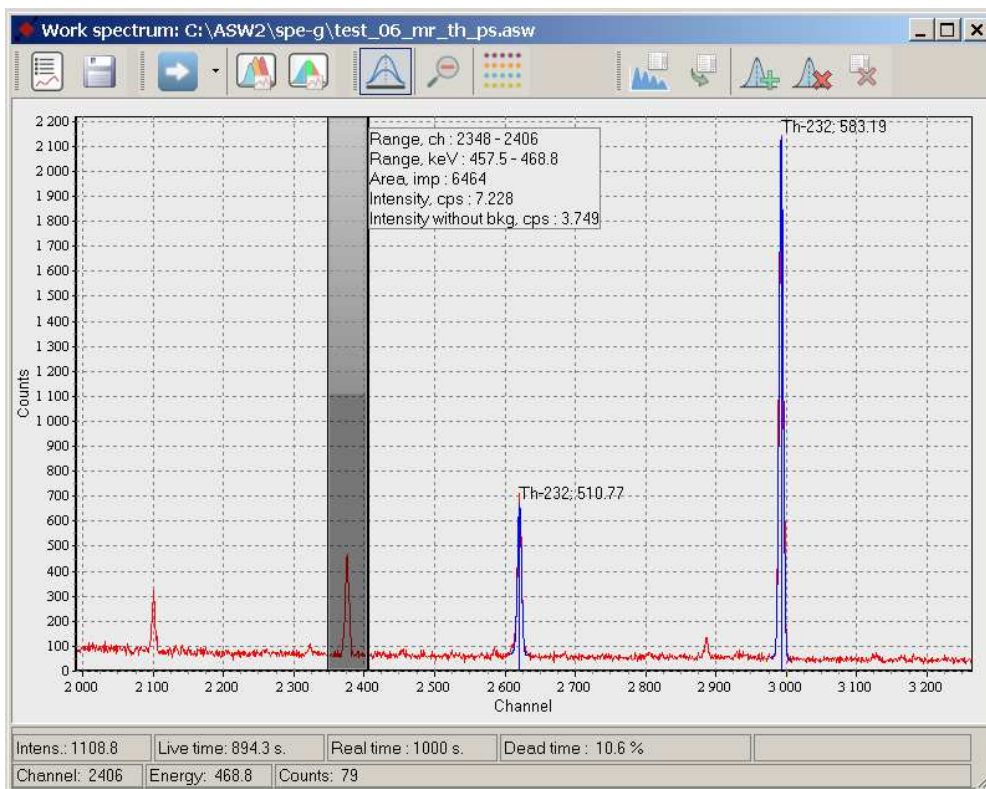 Work spectrum: C:\ASW2\spe-g\test_06_mr_th_ps.asw
2 200
2 100
2 000
1 900
1 800
1 700
1 600
1 500
1 400
1 300
1 200
1 100
1 000
900
800
700
600
500
400
300
200
100
0
Counts
Range, ch : 2348 - 2406
Range, keV : 457.5 - 468.8
Area, imp : 6464
Intensity, cps : 7.228
Intensity without bkg, cps : 3.749
Th-232; 583.19
Th-232; 510.77
2 000 2 100 2 200 2 300 2 400 2 500 2 600 2 700 2 800 2 900 3 000 3 100 3 200
Channel
Intens.: 1108.8 Live time: 894.3 s. Real time : 1000 s. Dead time : 10.6 %
Channel: 2406 Energy: 468.8 Counts: 79